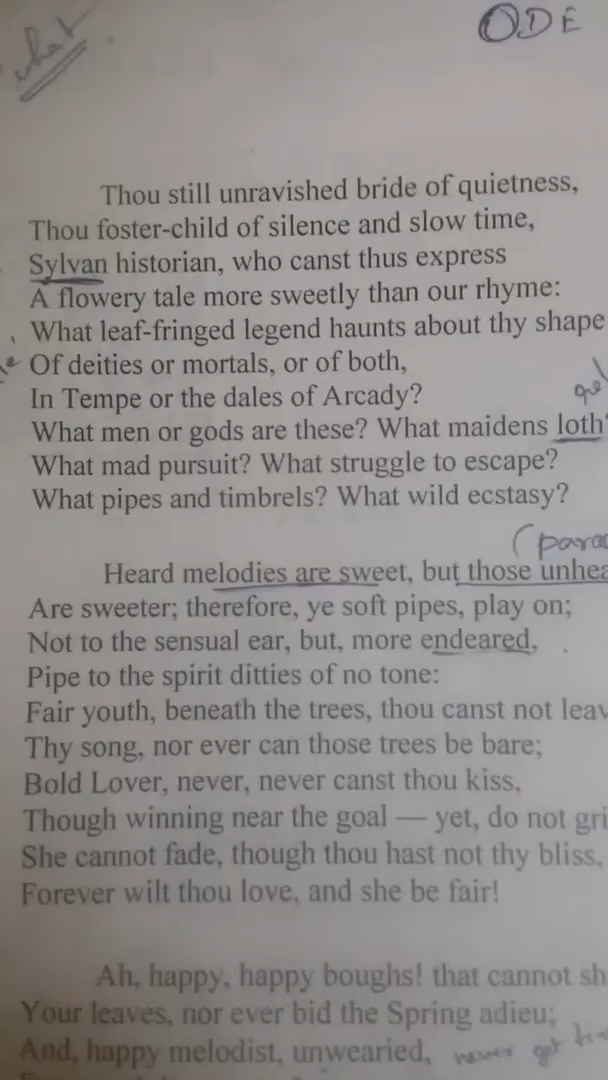 what
ODE
Thou still unravished bride of quietness,
Thou foster-child of silence and slow time,
Sylvan historian, who canst thus express
A flowery tale more sweetly than our rhyme:
What leaf-fringed legend haunts about thy shape
Of deities or mortals, or of both,
In Tempe or the dales of Arcady?
What men or gods are these? What maidens loth
What mad pursuit? What struggle to escape?
What pipes and timbrels? What wild ecstasy?
(parad
Heard melodies are sweet, but those unhea
Are sweeter; therefore, ye soft pipes, play on;
Not to the sensual ear, but, more endeared,
Pipe to the spirit ditties of no tone:
Fair youth, beneath the trees, thou canst not leav
Thy song, nor ever can those trees be bare;
Bold Lover, never, never canst thou kiss,
Though winning near the goal — yet, do not gri
She cannot fade, though thou hast not thy bliss,
Forever wilt thou love, and she be fair!
Ah, happy, happy boughs! that cannot sh
Your leaves, nor ever bid the Spring adieu;
And, happy melodist, unwearied, never get